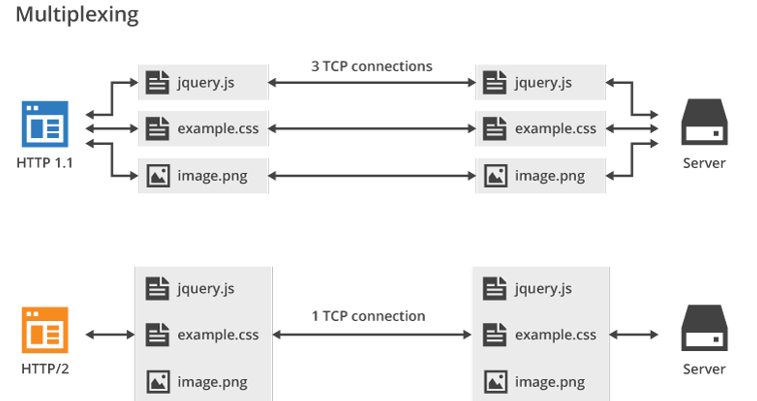 Multiplexing
3 TCP connections
jquery.js
jquery.js
example.css
example.css
HTTP 1.1
image.png
image.png
Server
jquery.js
jquery.js
1 TCP connection
example.css
example.css
HTTP/2
image.png
image.png
Server